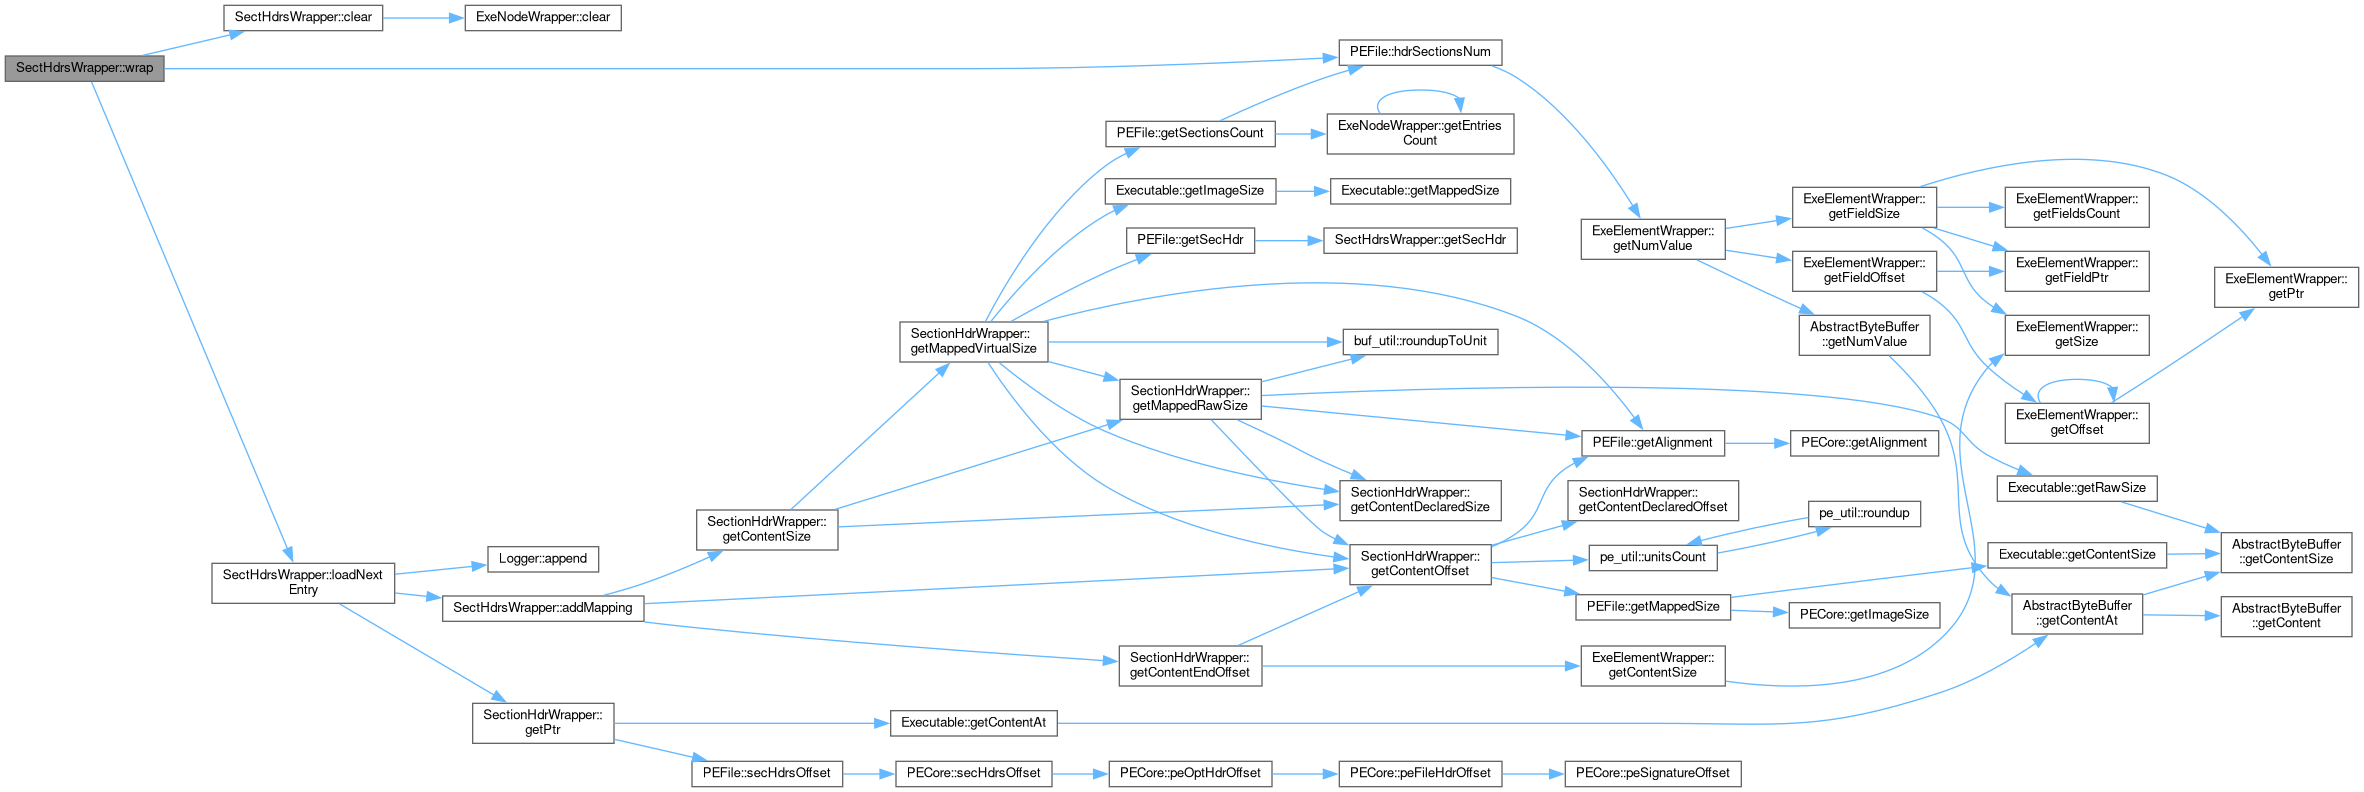 SectHdrsWrapper::clear
ExeNodeWrapper::clear
SectHdrsWrapper::wrap
PEFile::hdrSectionsNum
PEFile::getSectionsCount
ExeNodeWrapper::getEntries
Count
Executable::getImageSize
Executable::getMappedSize
PEFile::getSecHdr
SectHdrsWrapper::getSecHdr
ExeElementWrapper::
getNumValue
ExeElementWrapper::
getFieldSize
ExeElementWrapper::
getFieldsCount
ExeElementWrapper::
getFieldOffset
ExeElementWrapper::
getFieldPtr
ExeElementWrapper::
getPtr
AbstractByteBuffer
::getNumValue
ExeElementWrapper::
getSize
SectionHdrWrapper::
getMappedVirtualSize
buf_util::roundupToUnit
SectionHdrWrapper::
getMappedRawSize
ExeElementWrapper::
getOffset
PEFile::getAlignment
PECore::getAlignment
Executable::getRawSize
SectionHdrWrapper::
getContentDeclaredSize
SectionHdrWrapper::
getContentDeclaredOffset
pe_util::roundup
SectionHdrWrapper::
getContentSize
Logger::append
SectionHdrWrapper::
getContentOffset
pe_util::unitsCount
Executable::getContentSize
AbstractByteBuffer
::getContentSize
SectHdrsWrapper::loadNext
Entry
SectHdrsWrapper::addMapping
PEFile::getMappedSize
PECore::getImageSize
AbstractByteBuffer
::getContentAt
AbstractByteBuffer
::getContent
SectionHdrWrapper::
getContentEndOffset
ExeElementWrapper::
getContentSize
SectionHdrWrapper::
getPtr
Executable::getContentAt
PEFile::secHdrsOffset
PECore::secHdrsOffset
PECore::peOptHdrOffset
PECore::peFileHdrOffset
PECore::peSignatureOffset